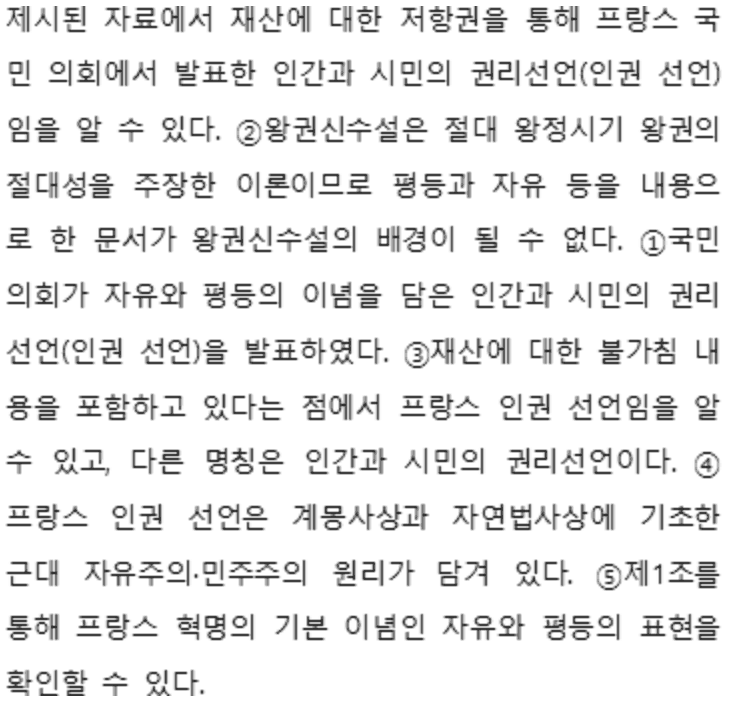 제시된 자료에서 재산에 대한 저항권을 통해 프랑스 국
민 의회에서 발표한 인간과 시민의 권리선언(인권 선언)
임을 알 수 있다. ②왕권신수설은 절대 왕정시기 왕권의
절대성을 주장한 이론이므로 평등과 자유 등을 내용으
로 한 문서가 왕권신수설의 배경이 될 수 없다. ①국민
의회가 자유와 평등의 이념을 담은 인간과 시민의 권리
선언(인권 선언)을 발표하였다. ③재산에 대한 불가침 내
용을 포함하고 있다는 점에서 프랑스 인권 선언임을 알
수 있고, 다른 명칭은 인간과 시민의 권리선언이다. ④
프랑스 인권 선언은 계몽사상과 자연법사상에 기초한
근대 자유주의·민주주의 원리가 담겨 있다. ⑤제1조를
통해 프랑스 혁명의 기본 이념인 자유와 평등의 표현을
확인할 수 있다.